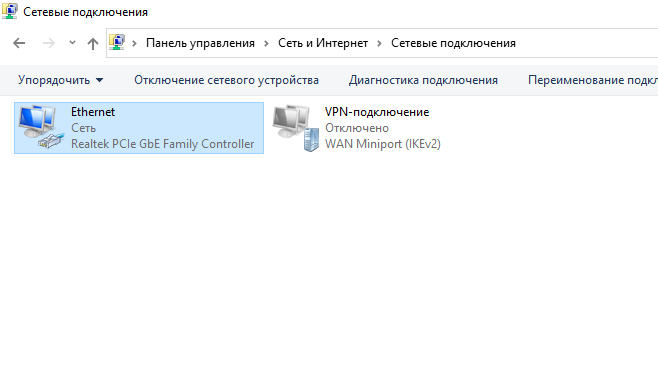 Сетевые подключения
Панель управления Сеть и Интернет Сетевые подключения
Упорядочить Отключение сетевого устройства Диагностика подключения Переименование подкл
Ethernet
Сеть
Realtek PCIe GbE Family Controller
VPN-подключение
Отключено
WAN Miniport (IKEv2)